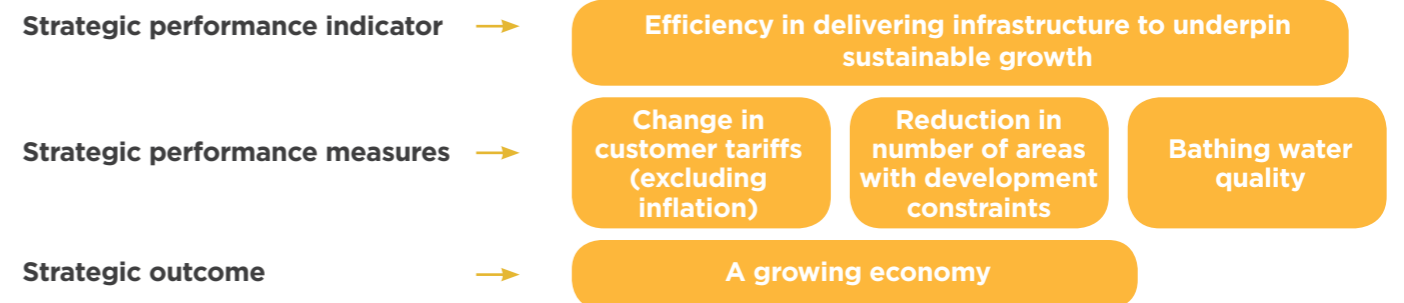 Strategic performance indicator
Efficiency in delivering infrastructure to underpin
sustainable growth
Strategic performance measures
Change in
customer tariffs
(excluding
inflation)
Reduction in
number of areas
with development
constraints
Bathing water
quality
Strategic outcome
A growing economy